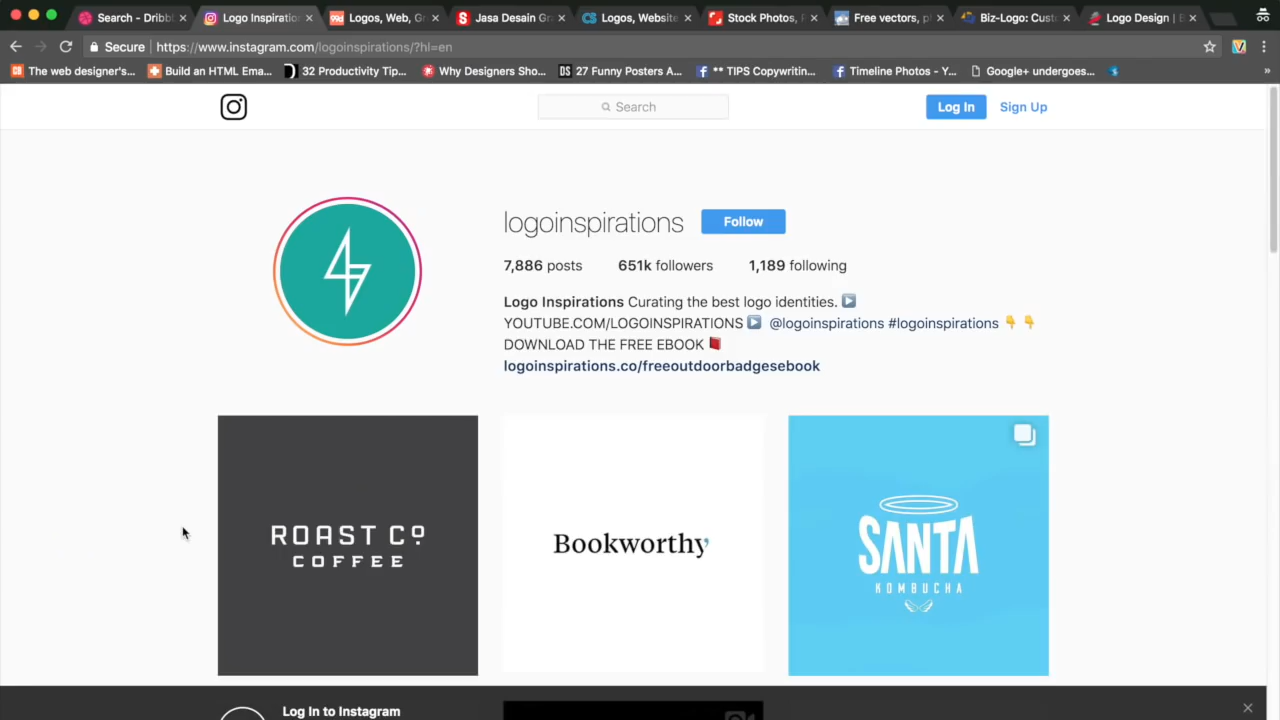 Search - Dribb
Logo Inspiratio
Logos, Web, Gr
Jasa Desain Gr
Logos, Website
Stock Photos, R
Free vectors, p
Biz-Logo: Cust
Logo Design | B
Secure | https://www.instagram.com/logoinspirations/?hl=en
The web designer's...
Build an HTML Ema...
32 Productivity Tip...
Why Designers Sho...
27 Funny Posters A...
** TIPS Copywritin...
Timeline Photos - Y...
Google+ undergoes...
Search
Log In
Sign Up
logoinspirations
Follow
7,886 posts 651k followers 1,189 following
Logo Inspirations Curating the best logo identities. ▶️
YOUTUBE.COM/LOGOINSPIRATIONS ▶️ @logoinspirations #logoinspirations 👇 👇
DOWNLOAD THE FREE EBOOK 📕
logoinspirations.co/freeoutdoorbadgesebook
ROAST Co
COFFEE
Bookworthy
SANTA
KOMBUCHA
Log In to Instagram